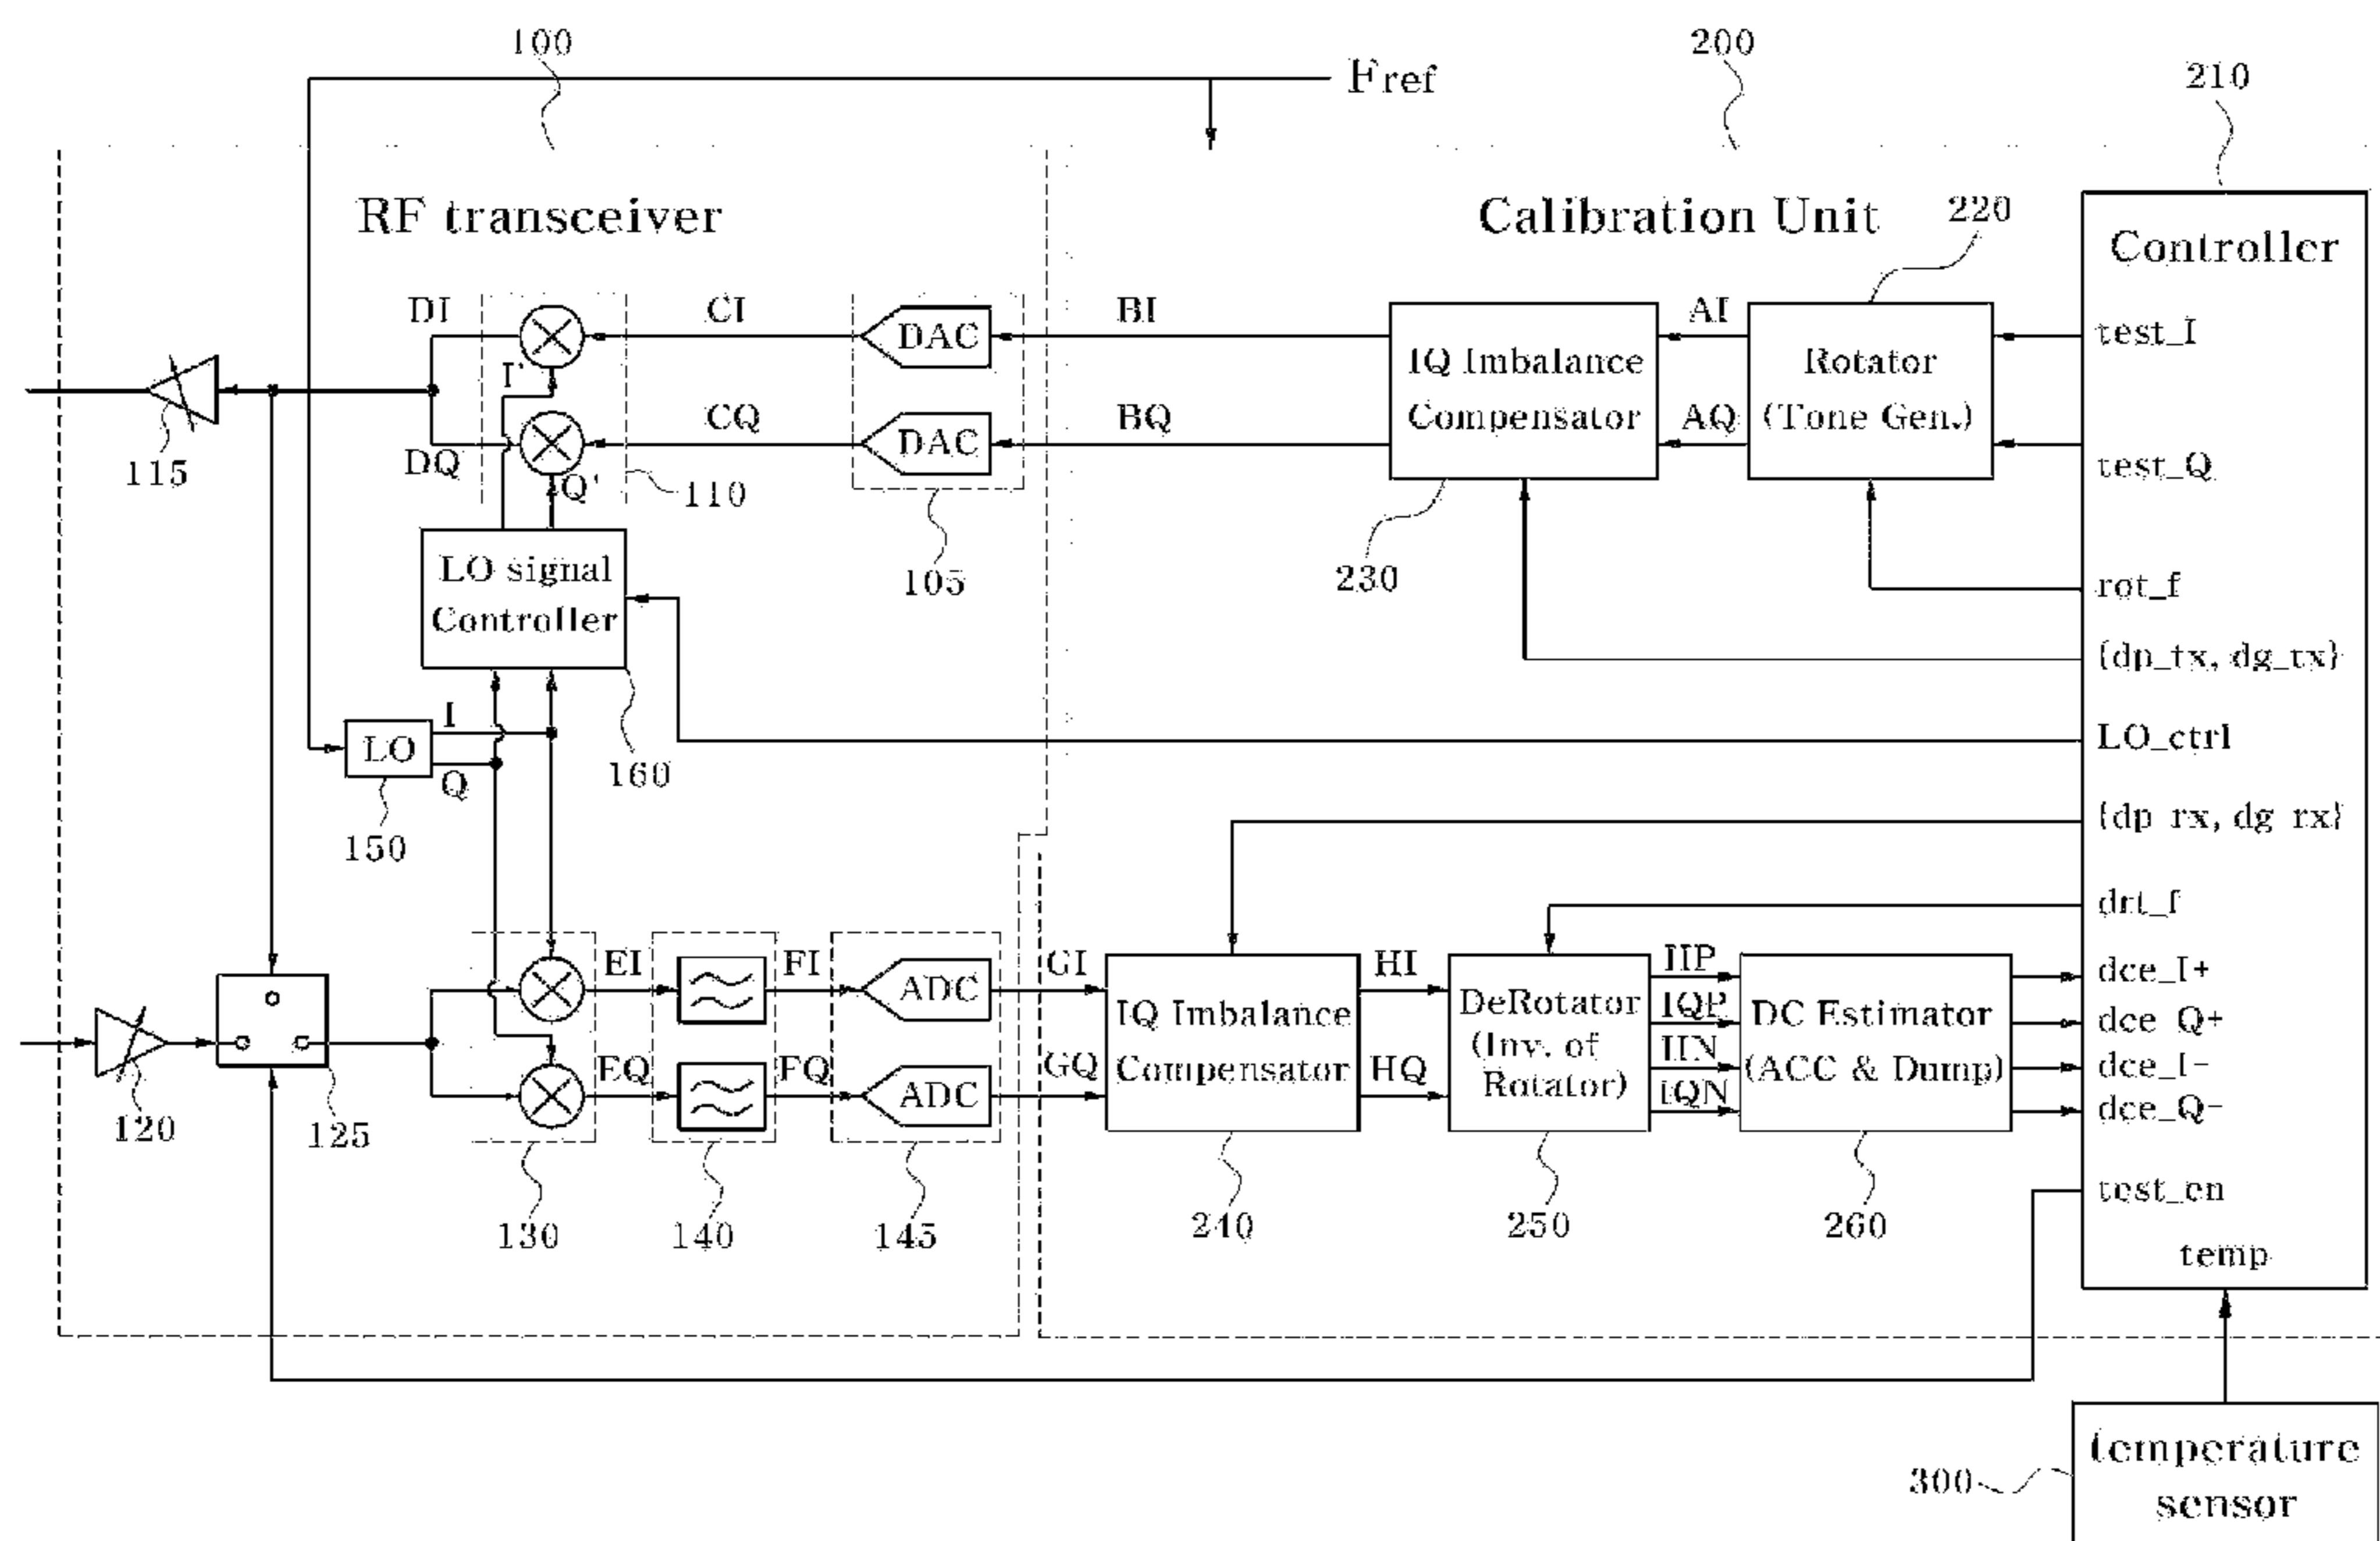 100
200
210
Fref
RF transceiver
Calibration Unit
220
Controller
DI
CI
BI
AI
test_I
DAC
IQ Imbalance
Compensator
Rotator
(Tone Gen.)
I'
DQ
CQ
BQ
AQ
test_Q
DAC
115
Q'
110
105
230
LO signal
Controller
rot_f
{dp_tx, dg_tx}
LO
I
Q
150
160
LO_ctrl
{dp_rx, dg_rx}
drt_f
EI
FI
ADC
GI
HI
IQ Imbalance
Compensator
DeRotator
(Inv. of
Rotator)
IIP
IQP
IIN
IQN
DC Estimator
(ACC & Dump)
dce_I+
dce_Q+
dce_I-
dce_Q-
EQ
FQ
ADC
GQ
HQ
120
125
130
140
145
240
250
260
test_en
temp
300
temperature
sensor